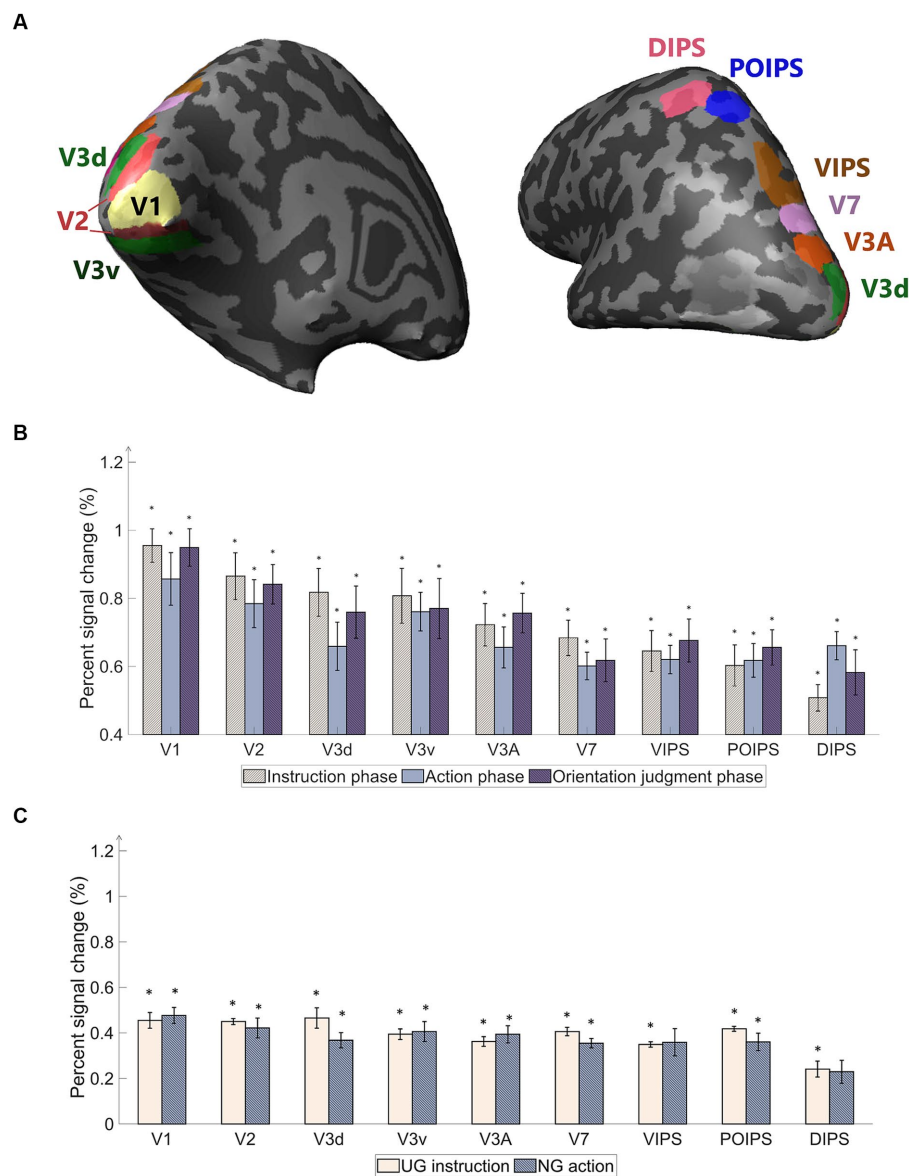 A
DIPS
POIPS
V3d
V2
V1
V3v
VIPS
V7
V3A
V3d
B
Percent signal change (%)
1.2
1
0.8
0.6
0.4
* * * * * * * * * * * * * * * * * * * * * * * * * * *
V1 V2 V3d V3v V3A V7 VIPS POIPS DIPS
Instruction phase Action phase Orientation judgment phase
C
Percent signal change (%)
1.2
1
0.8
0.6
0.4
0.2
0
* * * * * * * * * * * * * * * *
V1 V2 V3d V3v V3A V7 VIPS POIPS DIPS
UG instruction NG action